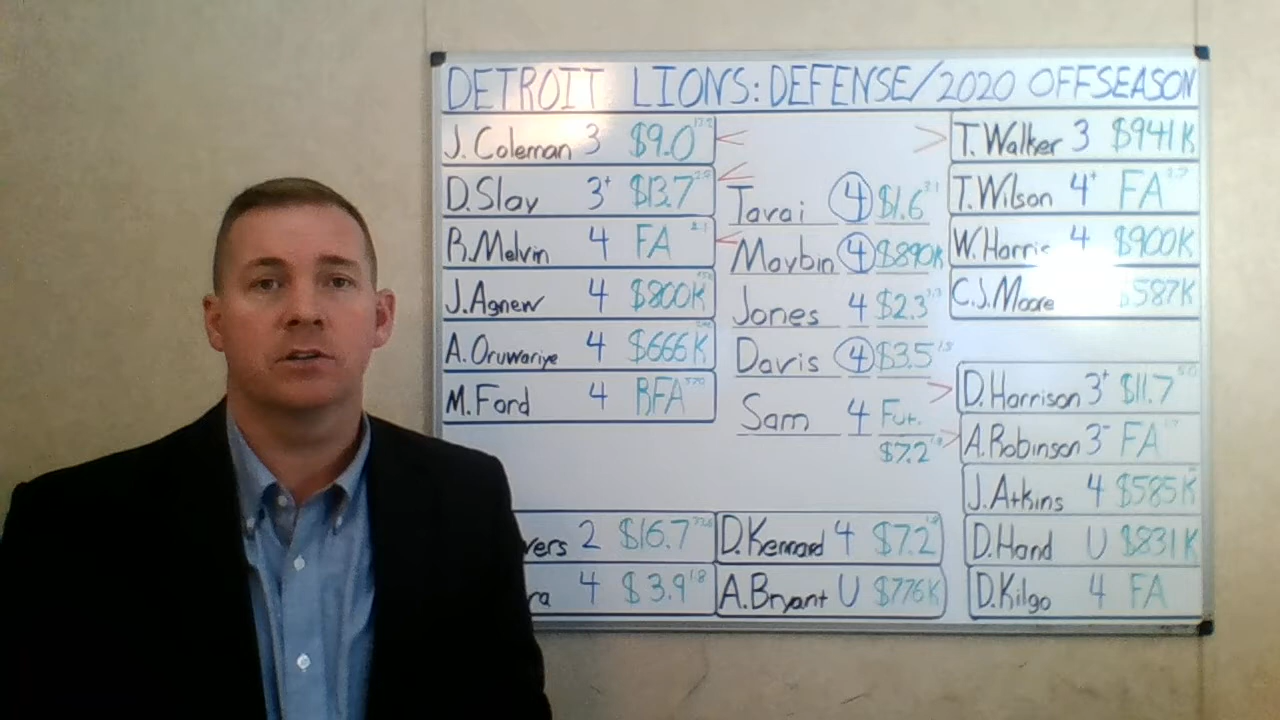 DETROIT LIONS: DEFENSE/2020 OFFSEASON
J. Coleman 3 $9.0
D. Slay 3+ $13.7
R. Melvin 4 FA
J. Agnew 4 $800K
A. Oruwariye 4 $666K
M. Ford 4 RFA
Tavai 4 $1.6
Maybin 4 $890K
Jones 4 $2.3
Davis 4 $3.5
Sam 4 Fut.
$7.2
T. Walker 3 $941K
T. Wilson 4+ FA
W. Harris 4 $900K
C.J. Moore $587K
D. Harrison 3+ $11.7
A. Robinson 3- FA
J. Atkins 4 $585K
D. Hand U $831K
D. Kilgo 4 FA
vers 2 $16.7
ra 4 $3.9
D. Kennard 4 $7.2
A. Bryant U $776K